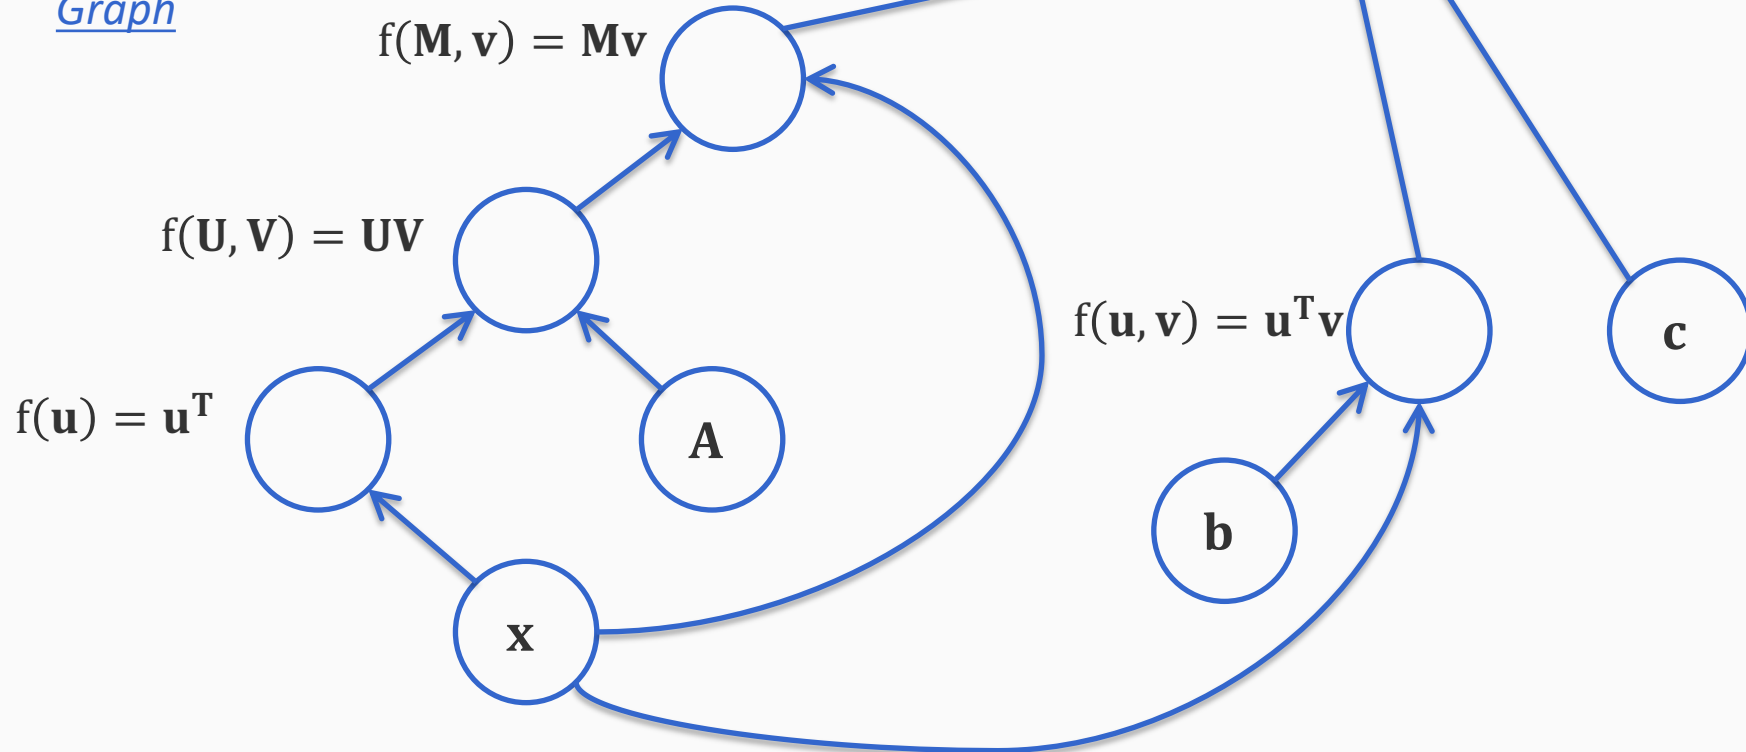 Graph
f(M, v) = Mv
f(U, V) = UV
f(u, v) = uᵀv
c
f(u) = uᵀ
A
b
x